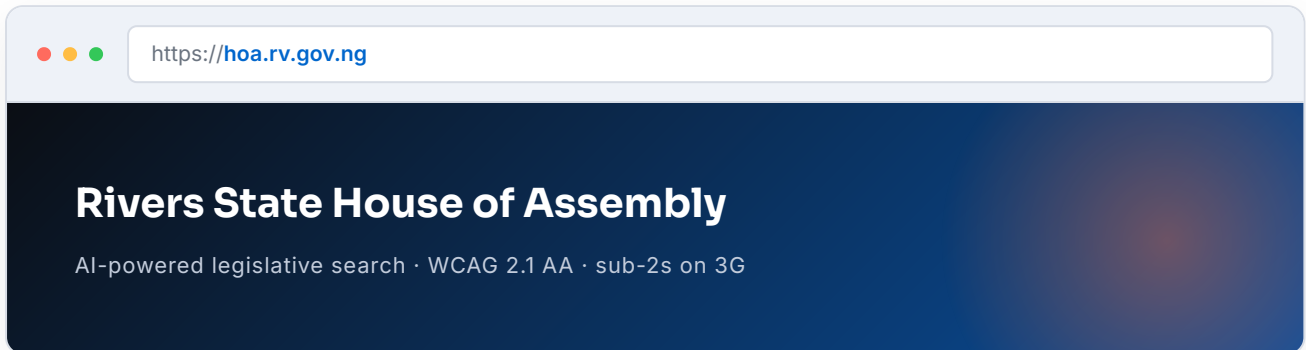 https://hoa.rv.gov.ng
Rivers State House of Assembly
AI-powered legislative search · WCAG 2.1 AA · sub-2s on 3G